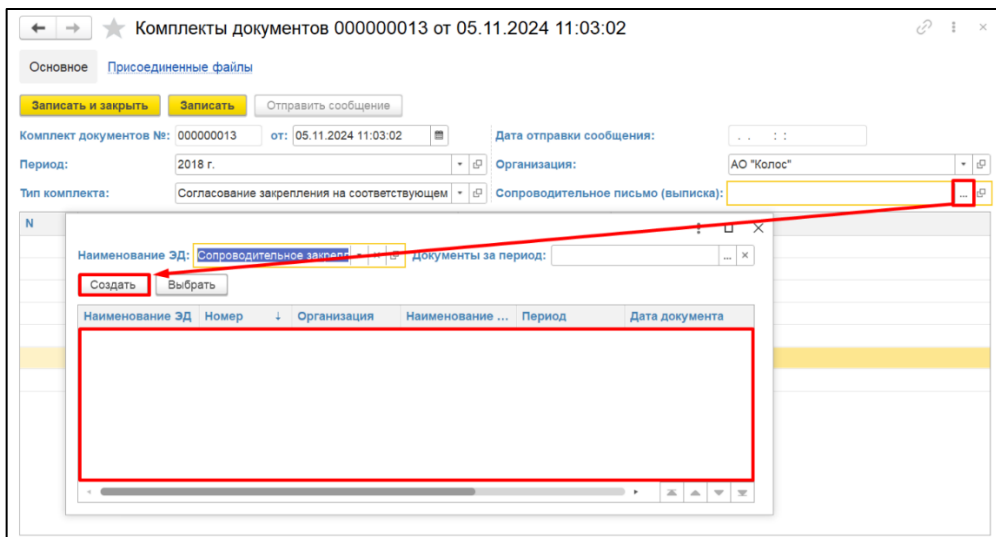 Комплекты документов 000000013 от 05.11.2024 11:03:02
Основное Присоединенные файлы
Записать и закрыть Записать Отправить сообщение
Комплект документов №: 000000013 от: 05.11.2024 11:03:02 Дата отправки сообщения: . . : :
Период: 2018 г. Организация: АО "Колос"
Тип комплекта: Согласование закрепления на соответствующем Сопроводительное письмо (выписка): ...
N
Наименование ЭД: Сопроводительное закрепл Документы за период: ...
Создать Выбрать
Наименование ЭД Номер ↓ Организация Наименование ... Период Дата документа